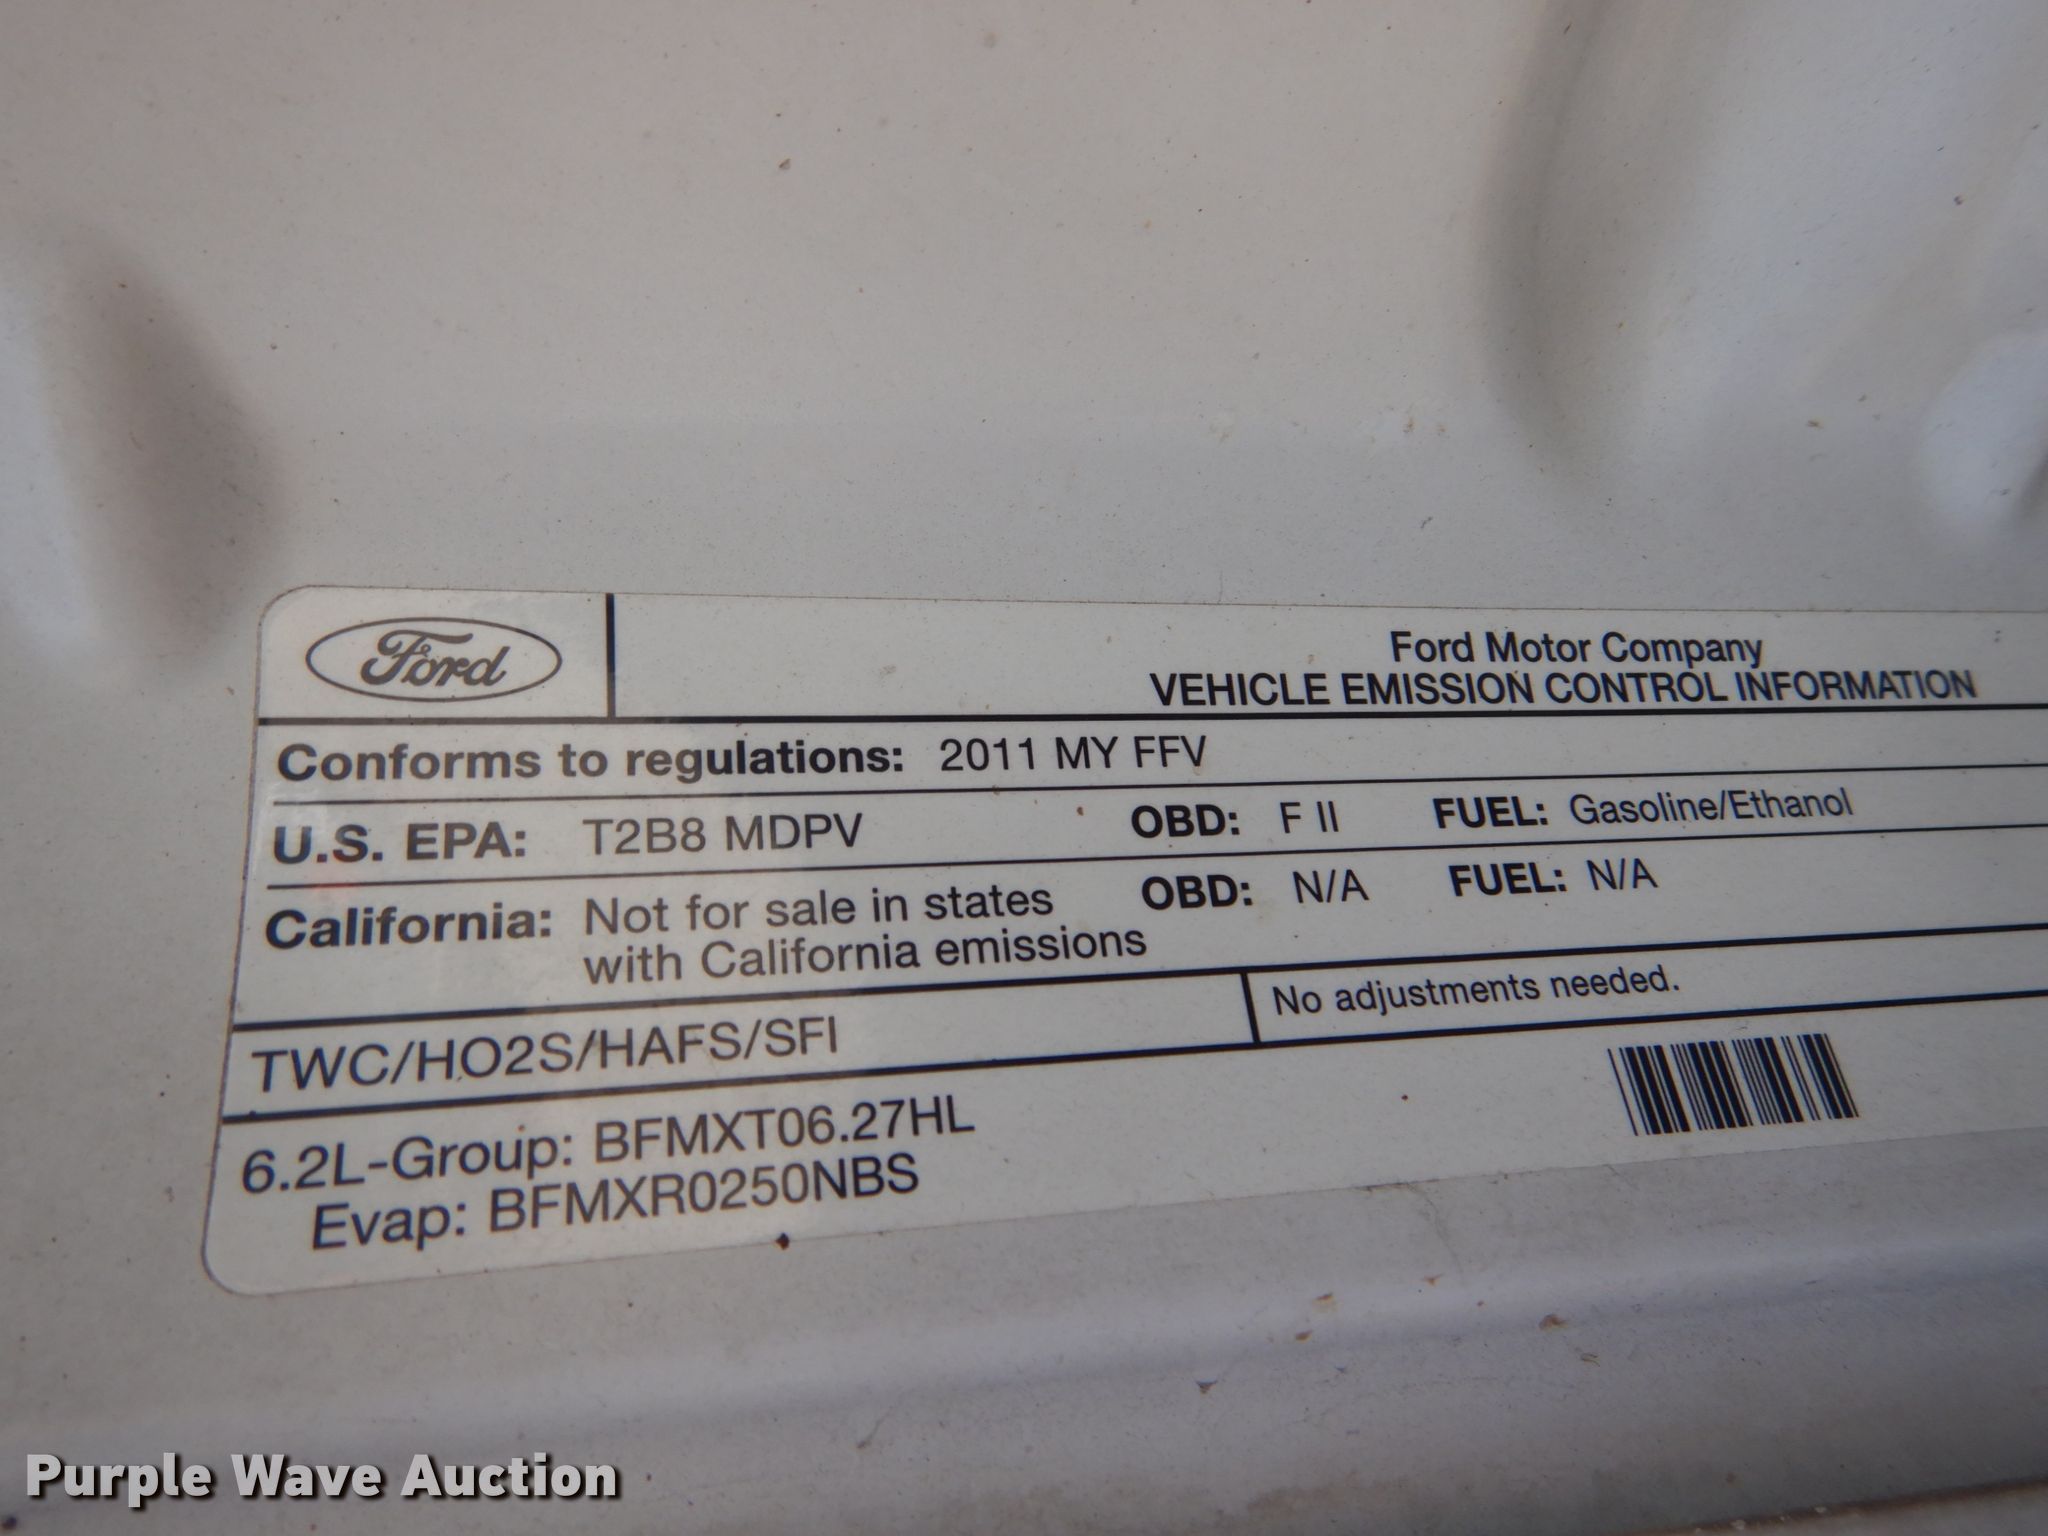 Ford
Ford Motor Company
VEHICLE EMISSION CONTROL INFORMATION
Conforms to regulations: 2011 MY FFV
U.S. EPA: T2B8 MDPV OBD: F II FUEL: Gasoline/Ethanol
California: Not for sale in states OBD: N/A FUEL: N/A
with California emissions
TWC/HO2S/HAFS/SFI No adjustments needed.
6.2L-Group: BFMXT06.27HL
Evap: BFMXR0250NBS
Purple Wave Auction